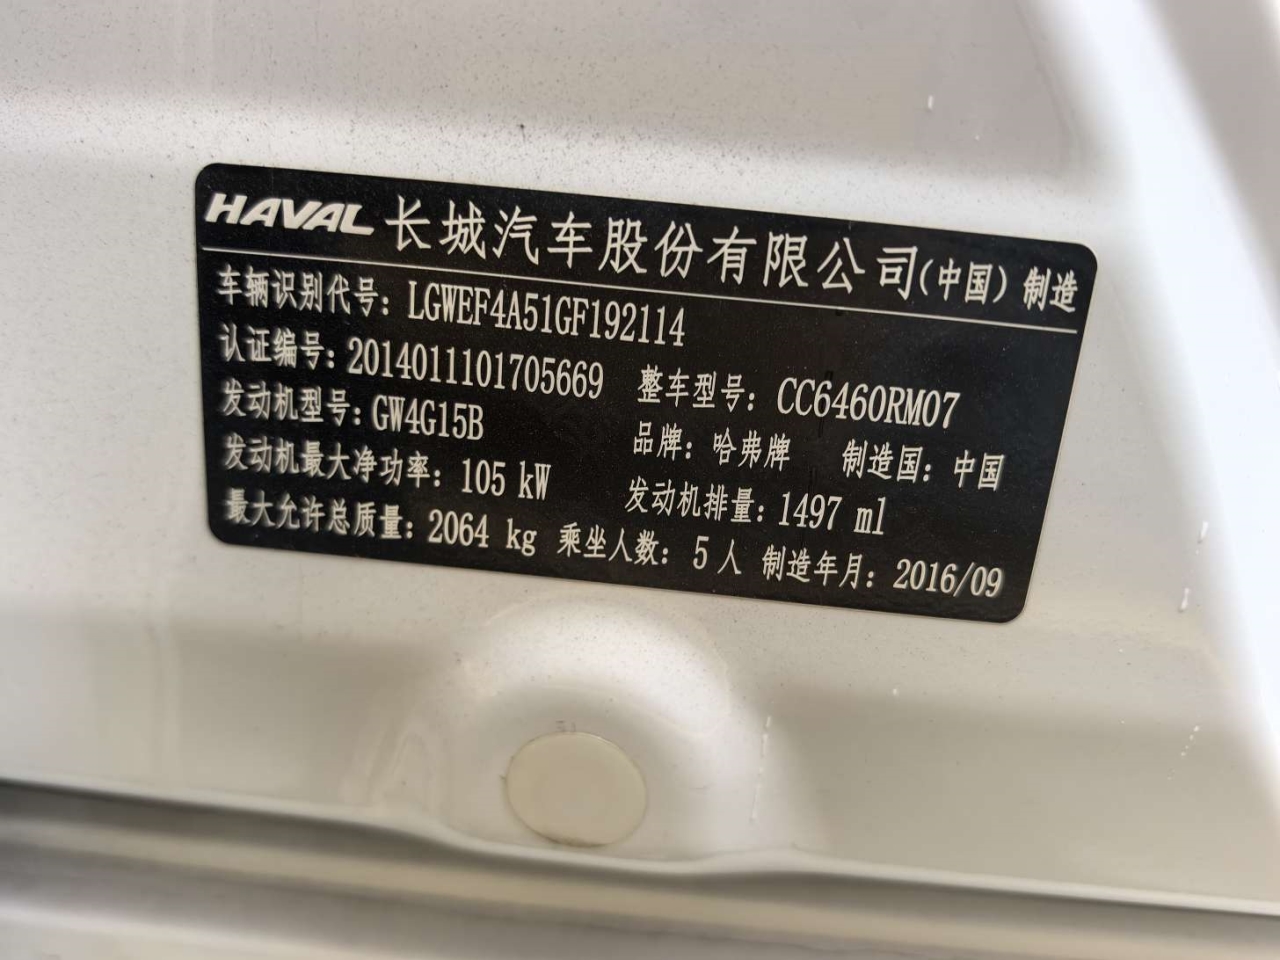 HAVAL 长城汽车股份有限公司(中国)制造
车辆识别代号: LGWEF4A51GF192114
认证编号: 2014011101705669 整车型号: CC6460RM07
发动机型号: GW4G15B 品牌: 哈弗牌 制造国: 中国
发动机最大净功率: 105 kW 发动机排量: 1497 ml
最大允许总质量: 2064 kg 乘坐人数: 5人 制造年月: 2016/09